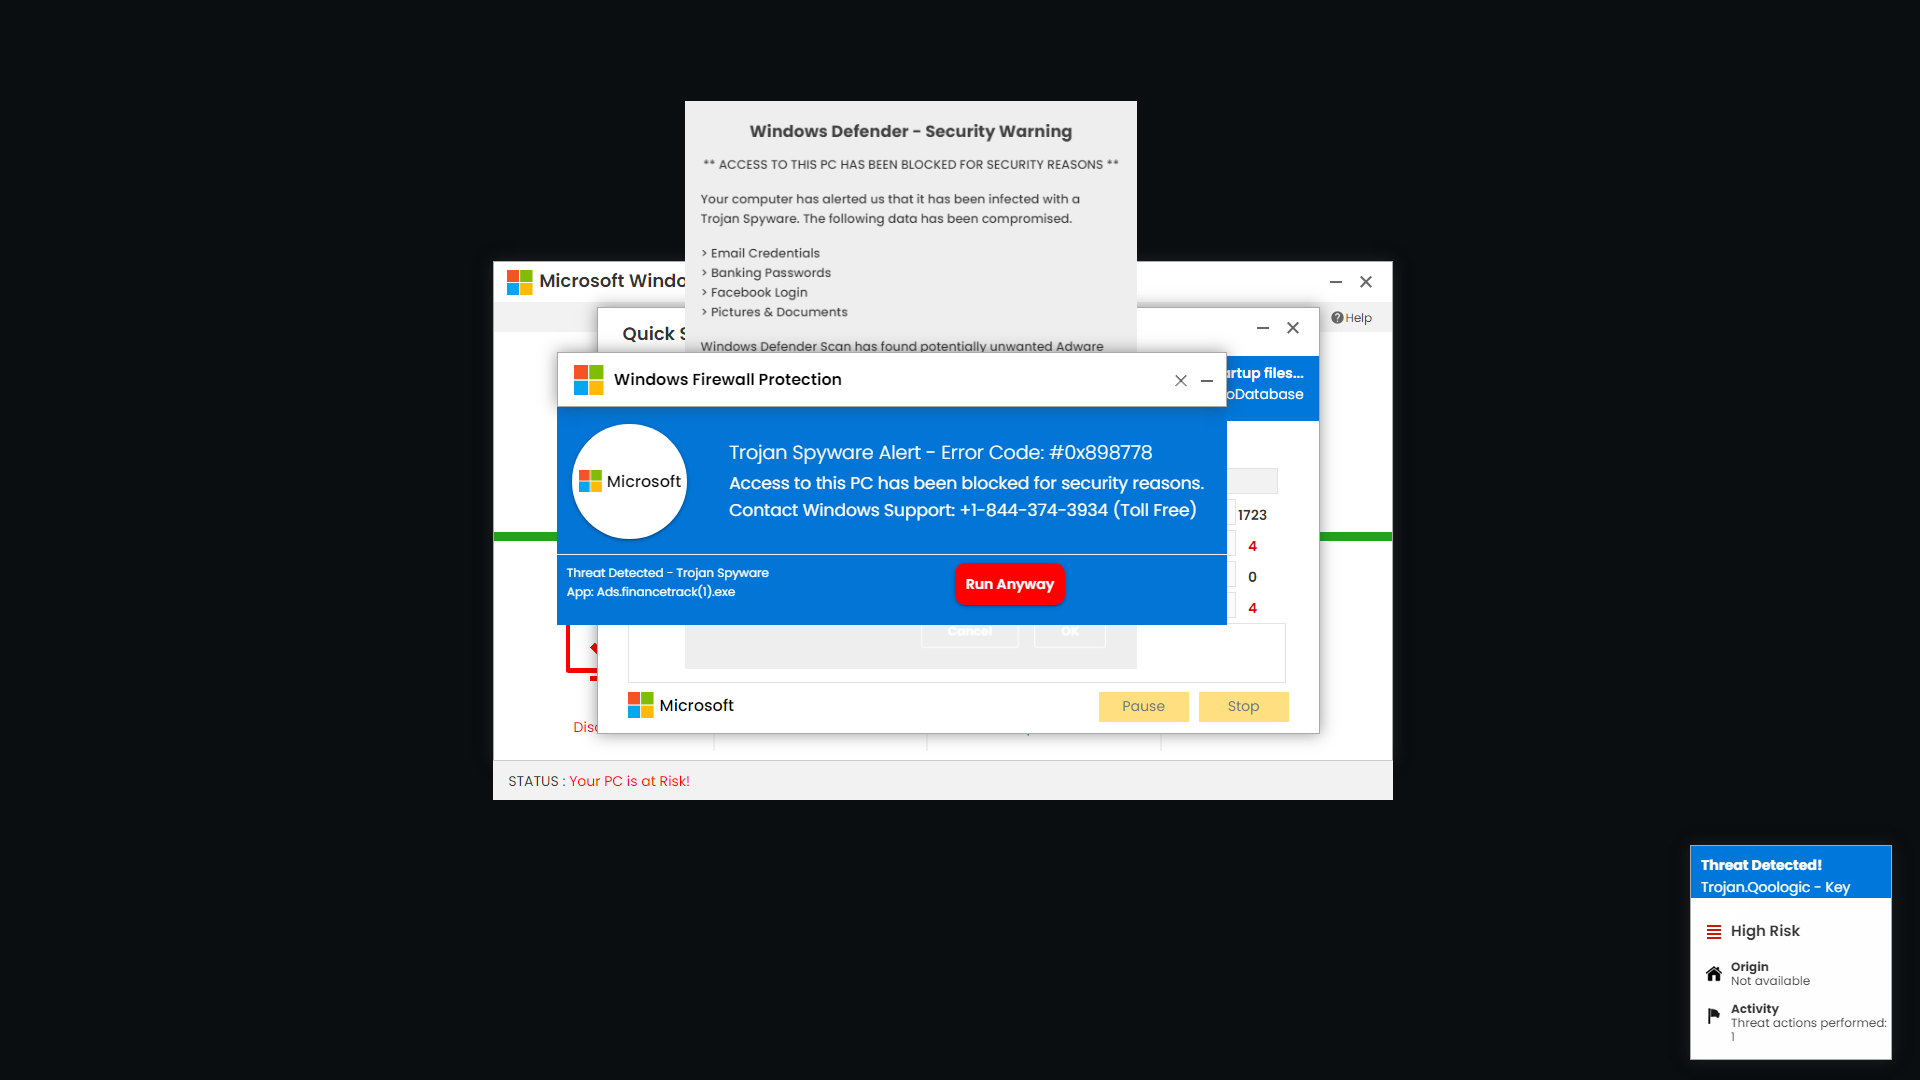 Windows Defender - Security Warning
** ACCESS TO THIS PC HAS BEEN BLOCKED FOR SECURITY REASONS **
Your computer has alerted us that it has been infected with a
Trojan Spyware. The following data has been compromised.
> Email Credentials
> Banking Passwords
> Facebook Login
> Pictures & Documents
Windows Defender Scan has found potentially unwanted Adware
Microsoft Windo
Help
Quick S
rtup files...
oDatabase
Windows Firewall Protection
Microsoft
Trojan Spyware Alert - Error Code: #0x898778
Access to this PC has been blocked for security reasons.
Contact Windows Support: +1-844-374-3934 (Toll Free)
Threat Detected - Trojan Spyware
App: Ads.financetrack(1).exe
Run Anyway
1723
4
0
4
Cancel
OK
Microsoft
Pause
Stop
Disc
STATUS : Your PC is at Risk!
Threat Detected!
Trojan.Qoologic - Key
High Risk
Origin
Not available
Activity
Threat actions performed:
1